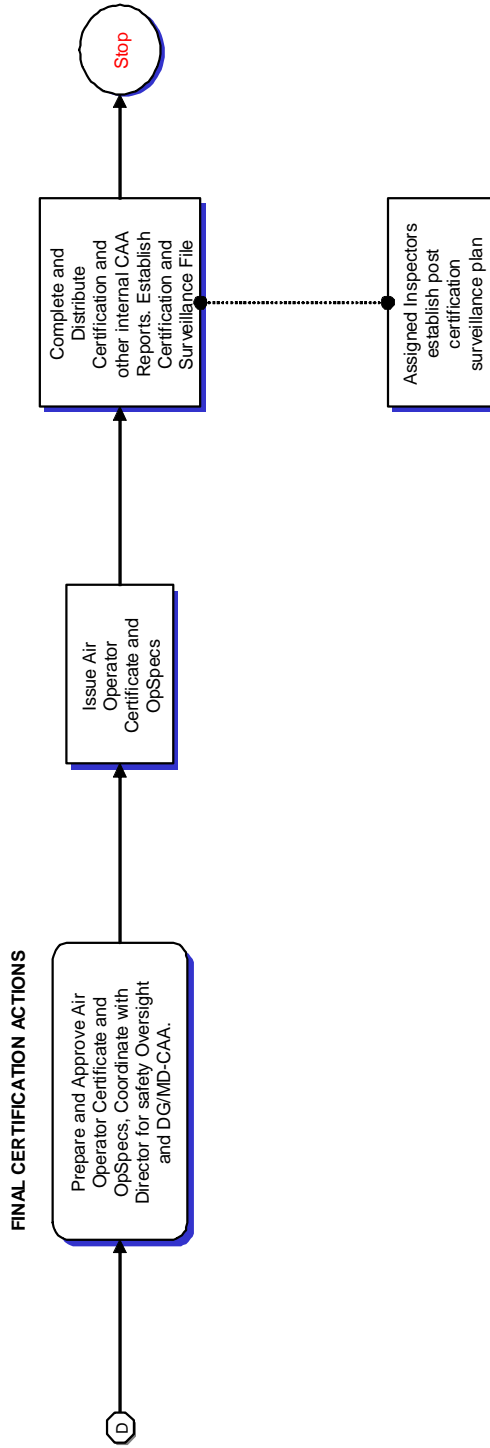 FINAL CERTIFICATION ACTIONS
D
Prepare and Approve Air
Operator Certificate and
OpSpecs, Coordinate with
Director for safety Oversight
and DG/MD-CAA.
Issue Air
Operator
Certificate and
OpSpecs
Complete and
Distribute
Certification and
other internal CAA
Reports. Establish
Certification and
Surveillance File
Stop
Assigned Inspectors
establish post
certification
surveillance plan